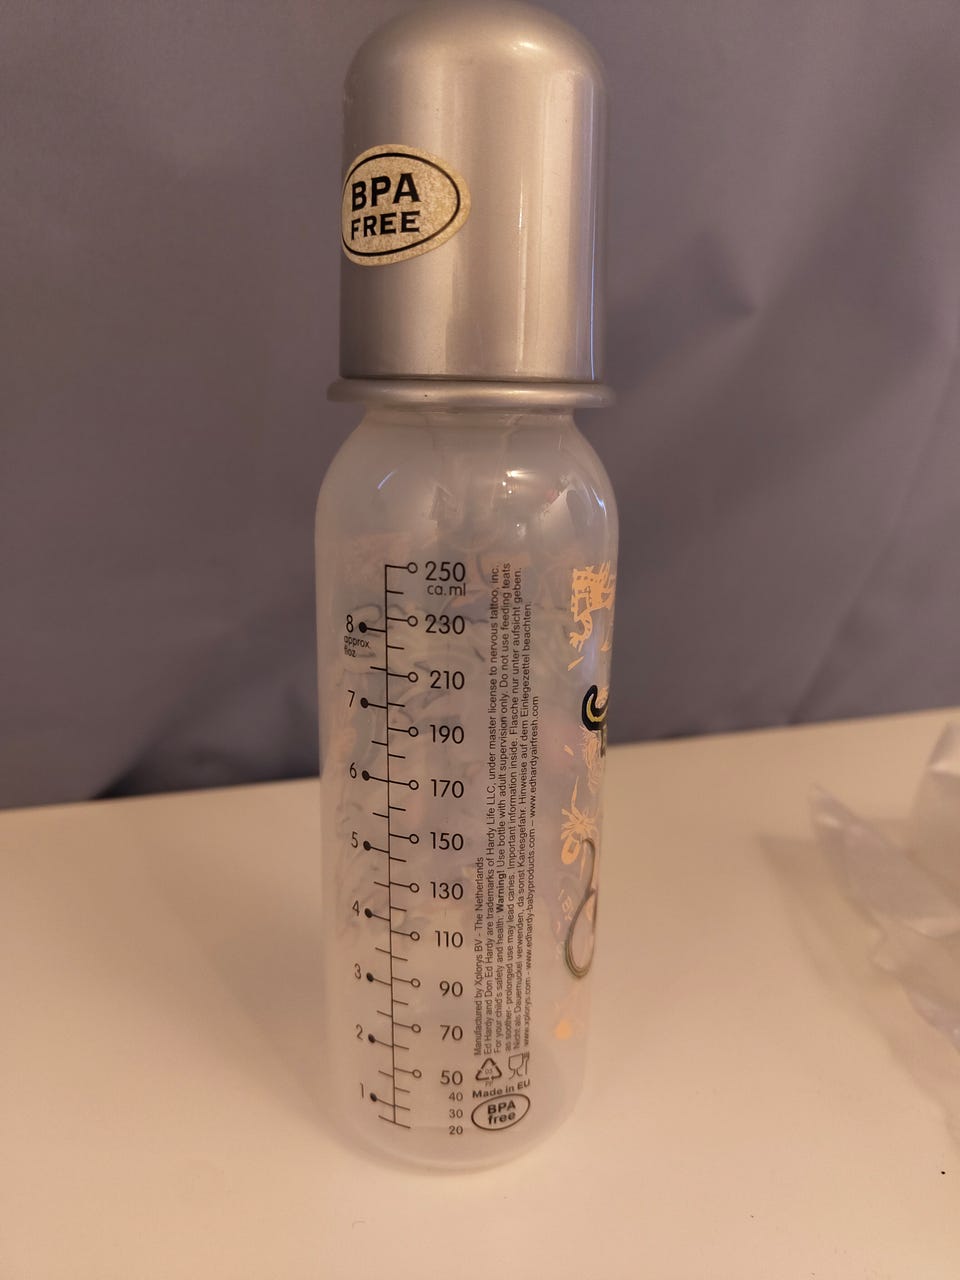 BPA
FREE
250
ca. ml
230
210
190
170
150
130
110
90
70
50
40
30
20
8
approx.
floz
7
6
5
4
3
2
1
Manufactured by Xplorys BV - The Netherlands
Ed Hardy and Don Ed Hardy are trademarks of Hardy Life LLC, under master license to nervous tattoo, inc.
For your child's safety and health: Warning! Use bottle with adult supervision only. Do not use feeding teats
as soother- prolonged use may lead caries. Important information inside. Flasche nur unter aufsicht geben.
Nicht als Dauernuckel verwenden, da sonst Kariesgefahr. Hinweise auf dem Einlegezettel beachten.
www.xplorys.com - www.edhardy-babyproducts.com – www.edhardyairfresh.com
Made in EU
BPA
free